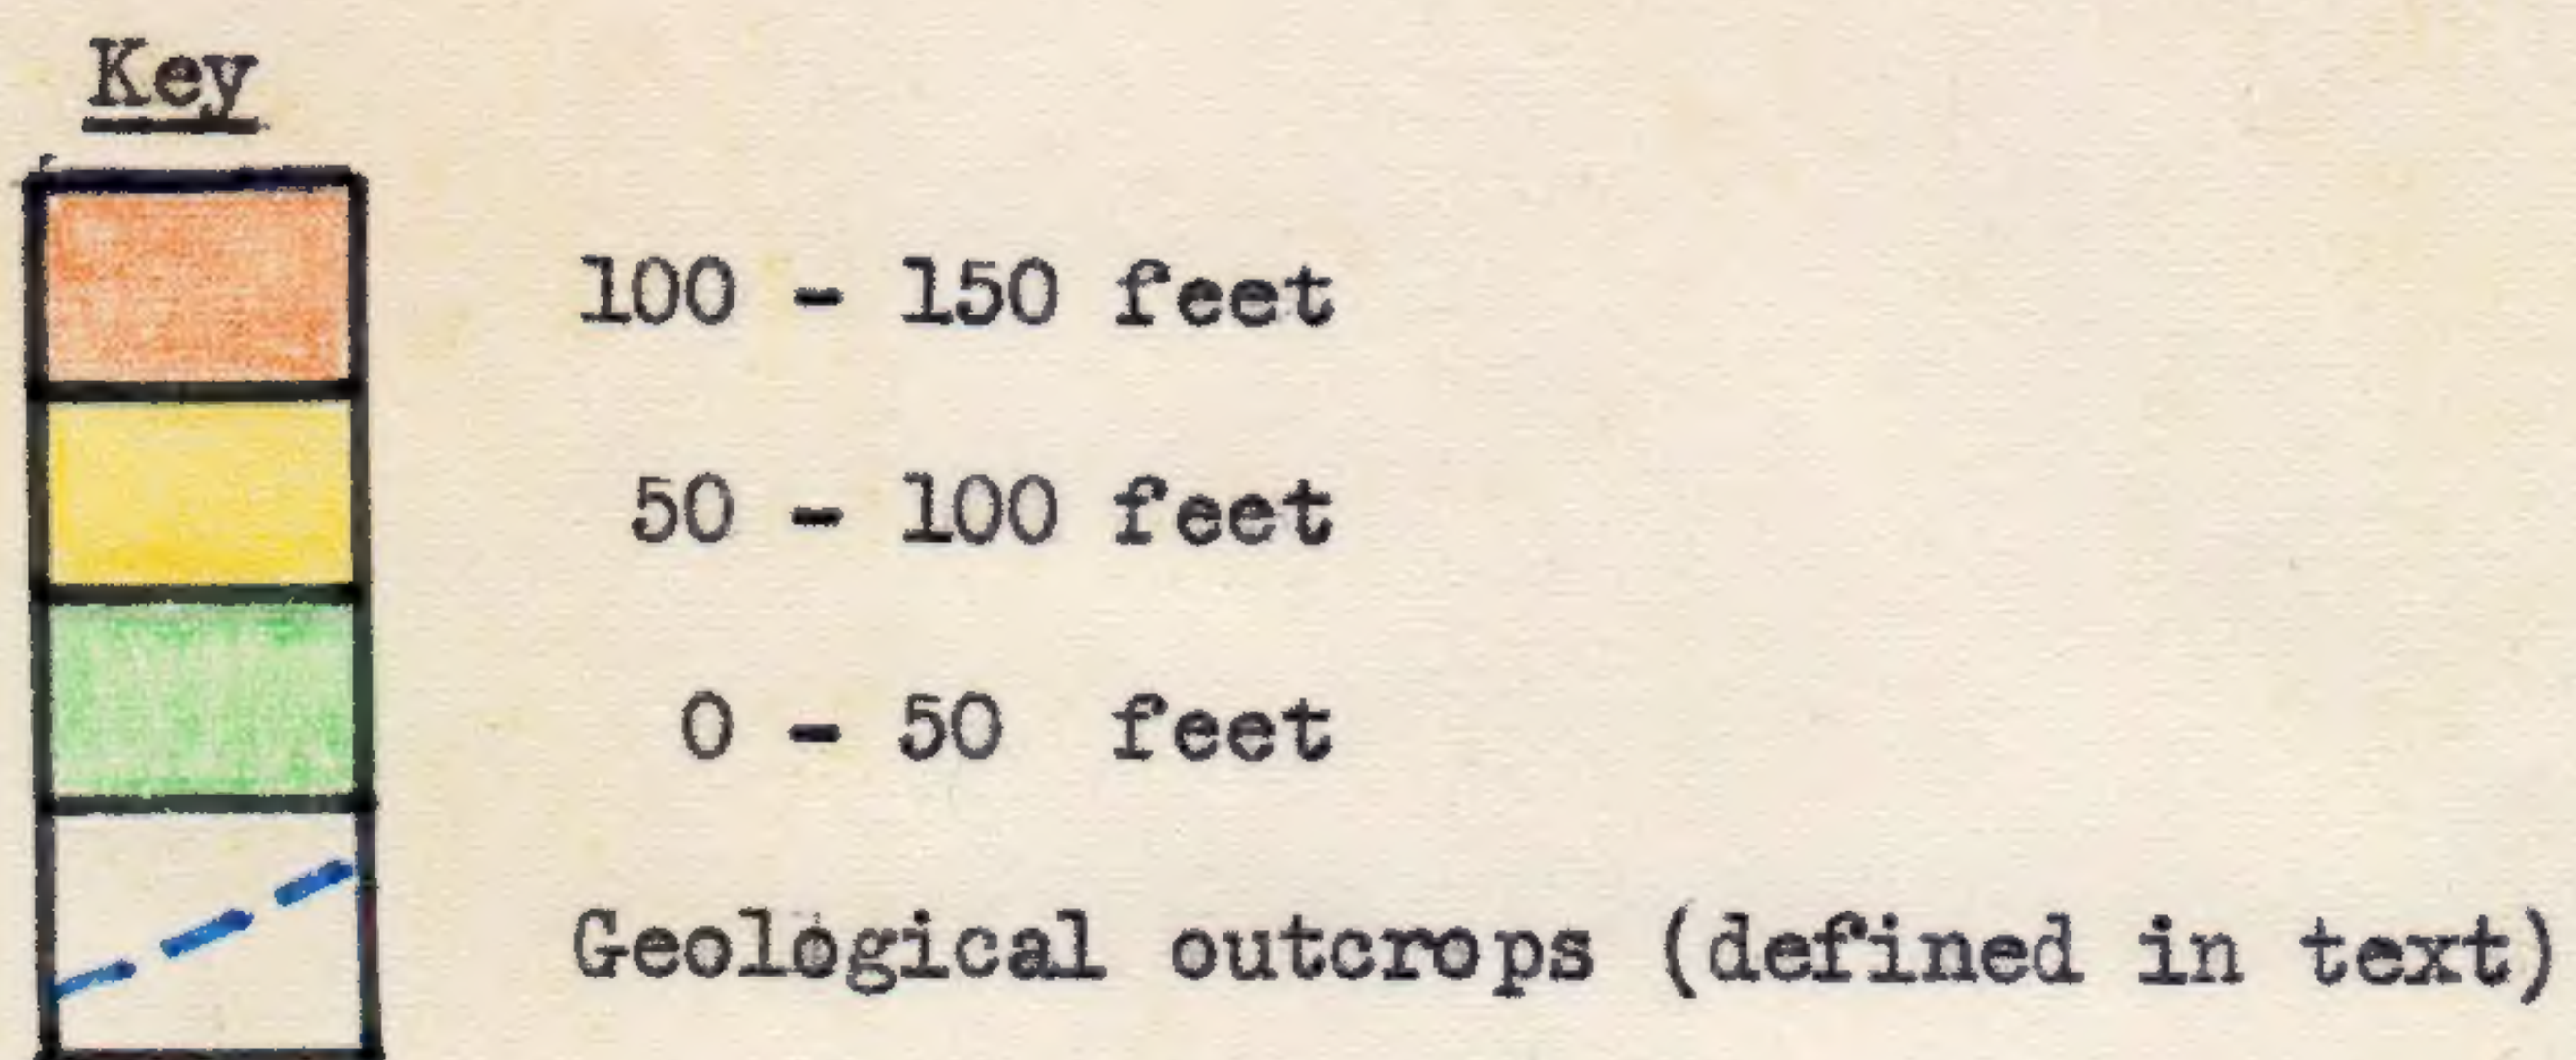 Key
100 - 150 feet
50 - 100 feet
0 - 50 feet
Geological outcrops (defined in text)